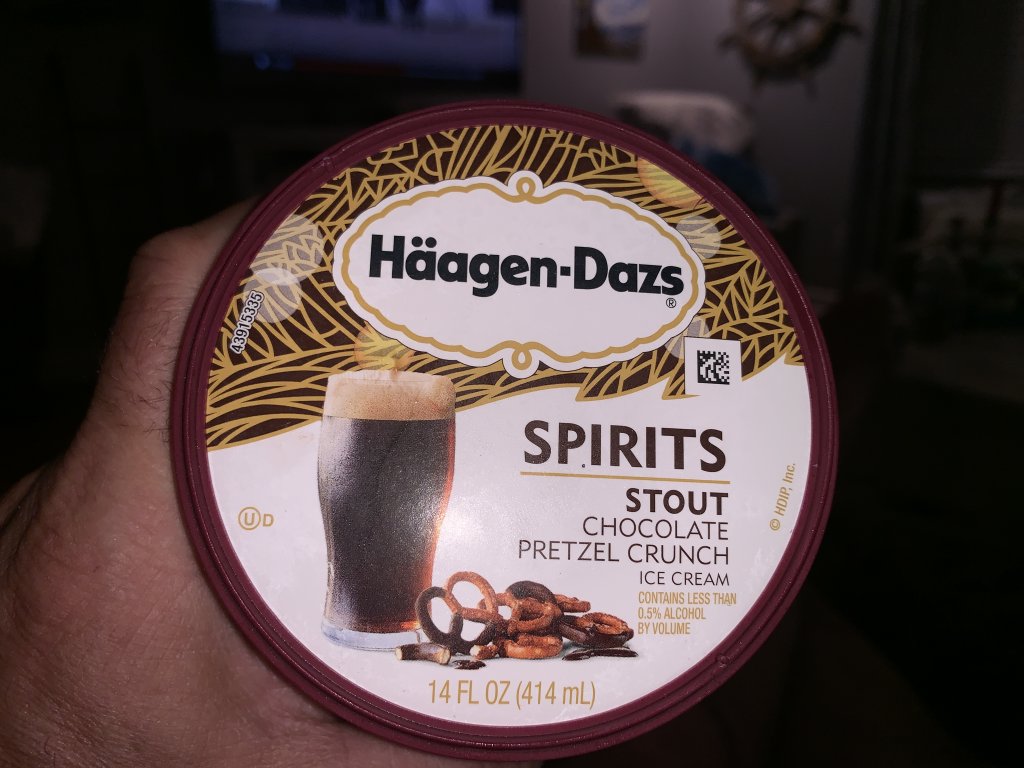 Häagen-Dazs®
43915335
SPIRITS
STOUT
CHOCOLATE
PRETZEL CRUNCH
ICE CREAM
CONTAINS LESS THAN
0.5% ALCOHOL
BY VOLUME
© HDIP, Inc.
U D
14 FL OZ (414 mL)